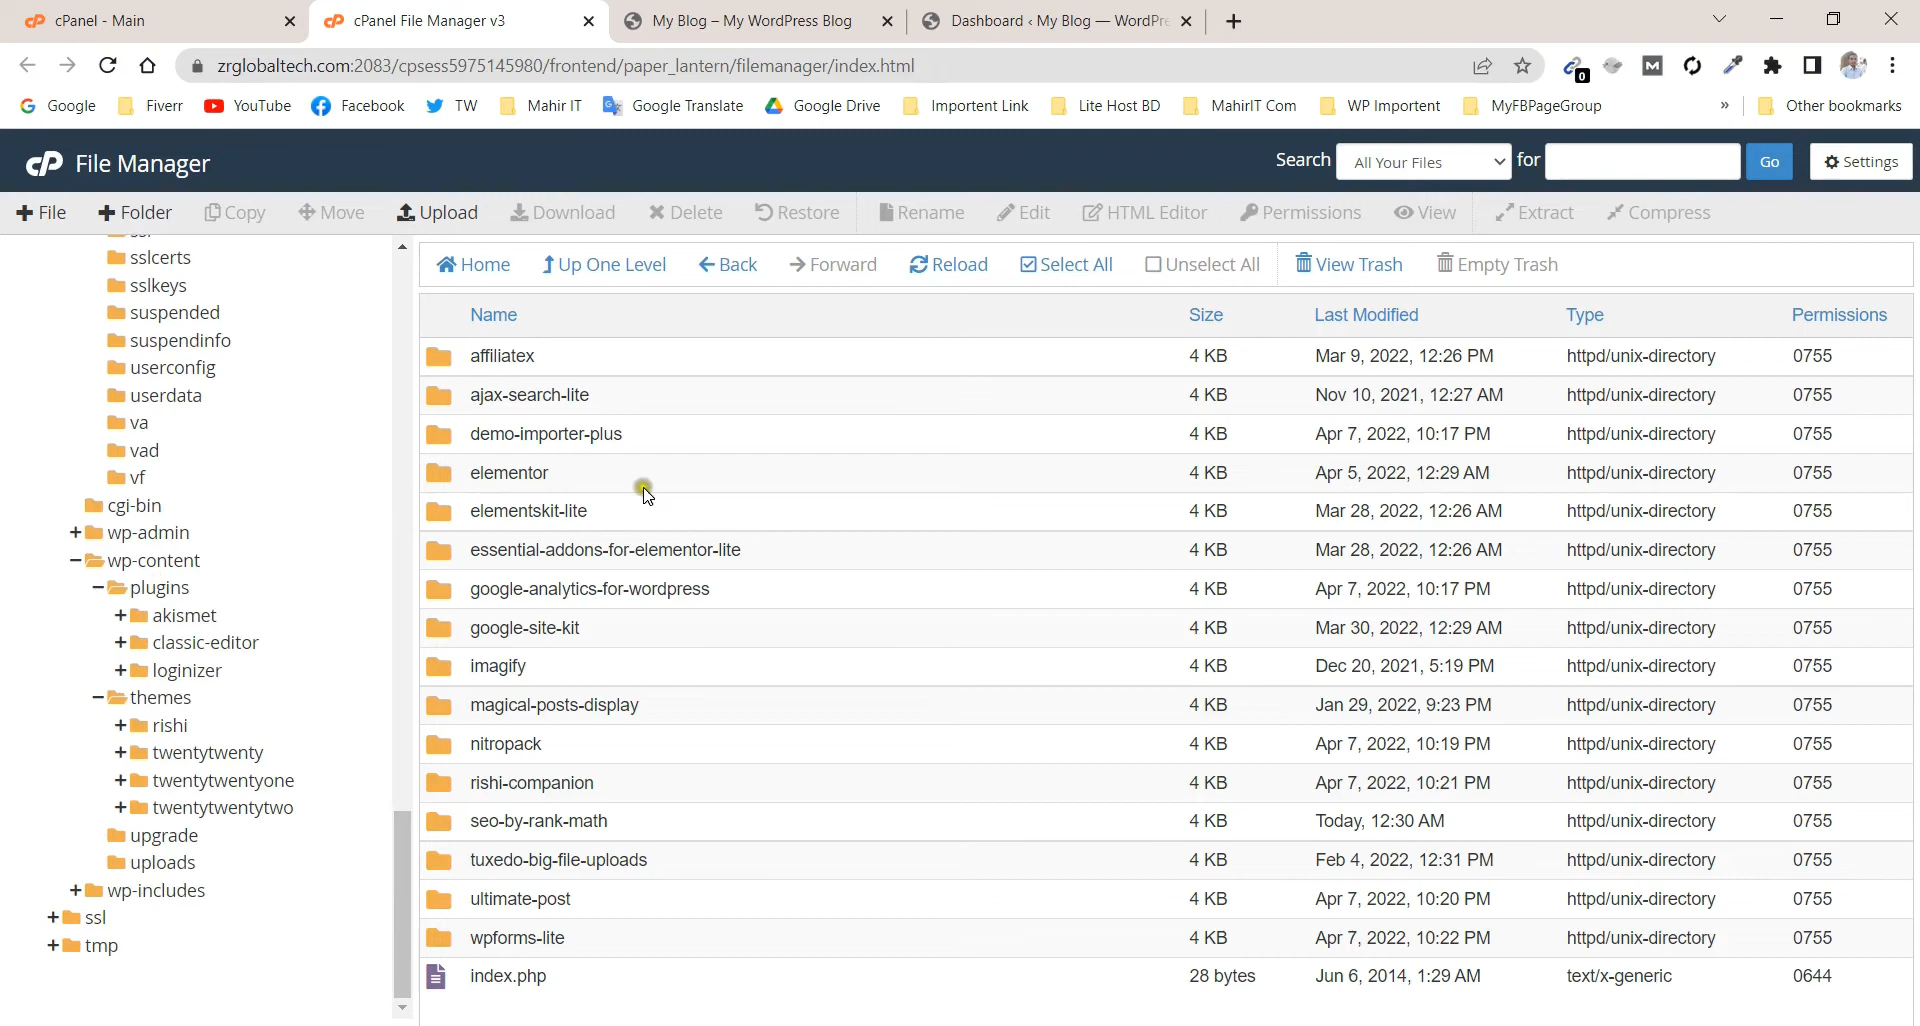 cPanel - Main
cPanel File Manager v3
My Blog – My WordPress Blog
Dashboard ‹ My Blog — WordPre
zrglobaltech.com:2083/cpsess5975145980/frontend/paper_lantern/filemanager/index.html
0
M
Google Fiverr YouTube Facebook TW Mahir IT Google Translate Google Drive Importent Link Lite Host BD MahirIT Com WP Importent MyFBPageGroup » Other bookmarks
cP File Manager
Search All Your Files for Go Settings
File Folder Copy Move Upload Download Delete Restore Rename Edit HTML Editor Permissions View Extract Compress
Home Up One Level Back Forward Reload Select All Unselect All View Trash Empty Trash
sslcerts
sslkeys
suspended
suspendinfo
userconfig
userdata
va
vad
vf
cgi-bin
wp-admin
wp-content
plugins
akismet
classic-editor
loginizer
themes
rishi
twentytwenty
twentytwentyone
twentytwentytwo
upgrade
uploads
wp-includes
ssl
tmp
Name Size Last Modified Type Permissions
affiliatex 4 KB Mar 9, 2022, 12:26 PM httpd/unix-directory 0755
ajax-search-lite 4 KB Nov 10, 2021, 12:27 AM httpd/unix-directory 0755
demo-importer-plus 4 KB Apr 7, 2022, 10:17 PM httpd/unix-directory 0755
elementor 4 KB Apr 5, 2022, 12:29 AM httpd/unix-directory 0755
elementskit-lite 4 KB Mar 28, 2022, 12:26 AM httpd/unix-directory 0755
essential-addons-for-elementor-lite 4 KB Mar 28, 2022, 12:26 AM httpd/unix-directory 0755
google-analytics-for-wordpress 4 KB Apr 7, 2022, 10:17 PM httpd/unix-directory 0755
google-site-kit 4 KB Mar 30, 2022, 12:29 AM httpd/unix-directory 0755
imagify 4 KB Dec 20, 2021, 5:19 PM httpd/unix-directory 0755
magical-posts-display 4 KB Jan 29, 2022, 9:23 PM httpd/unix-directory 0755
nitropack 4 KB Apr 7, 2022, 10:19 PM httpd/unix-directory 0755
rishi-companion 4 KB Apr 7, 2022, 10:21 PM httpd/unix-directory 0755
seo-by-rank-math 4 KB Today, 12:30 AM httpd/unix-directory 0755
tuxedo-big-file-uploads 4 KB Feb 4, 2022, 12:31 PM httpd/unix-directory 0755
ultimate-post 4 KB Apr 7, 2022, 10:20 PM httpd/unix-directory 0755
wpforms-lite 4 KB Apr 7, 2022, 10:22 PM httpd/unix-directory 0755
index.php 28 bytes Jun 6, 2014, 1:29 AM text/x-generic 0644